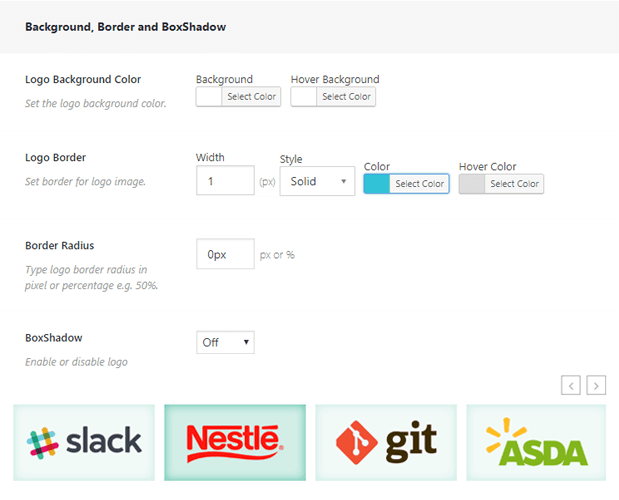 Background, Border and BoxShadow
Logo Background Color
Background
Hover Background
Set the logo background color.
Select Color
Select Color
Logo Border
Width
Style
Color
Hover Color
Set border for logo image.
1
(px)
Solid
Select Color
Select Color
Border Radius
Type logo border radius in
pixel or percentage e.g. 50%.
0px
px or %
BoxShadow
Enable or disable logo
Off
slack
Nestlé
git
ASDA